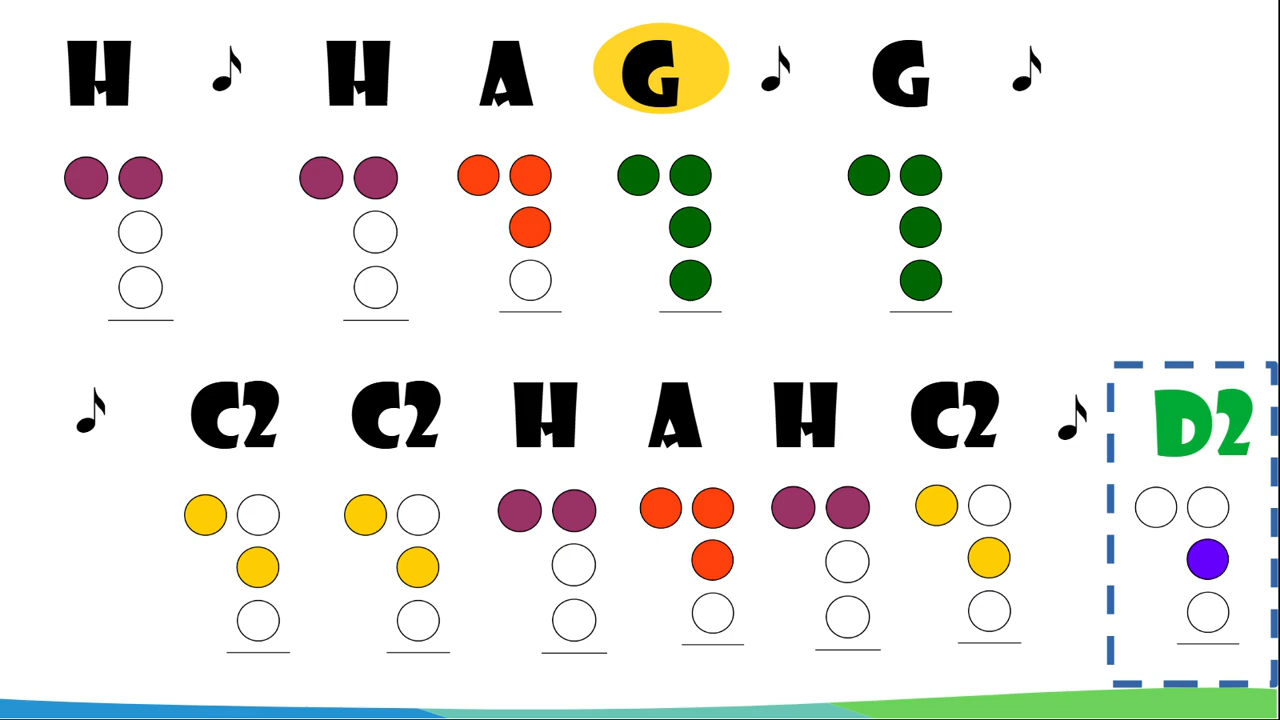 H ♪ H A G ♪ G ♪
♪ C2 C2 H A H C2 ♪ D2